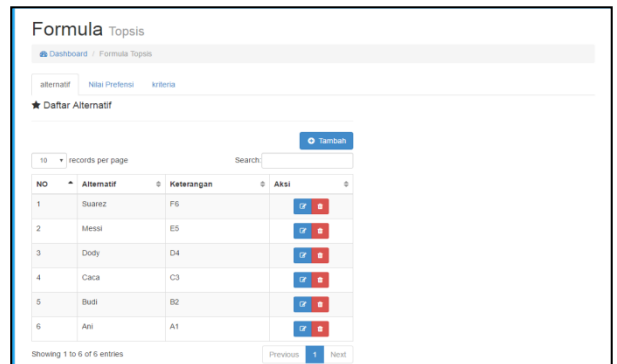 Formula Topsis
Dashboard / Formula Topsis
alternatif Nilai Prefensi kriteria
★ Daftar Alternatif
Tambah
10 records per page Search:
NO Alternatif Keterangan Aksi
1 Suarez F6
2 Messi E5
3 Dody D4
4 Caca C3
5 Budi B2
6 Ani A1
Showing 1 to 6 of 6 entries Previous 1 Next